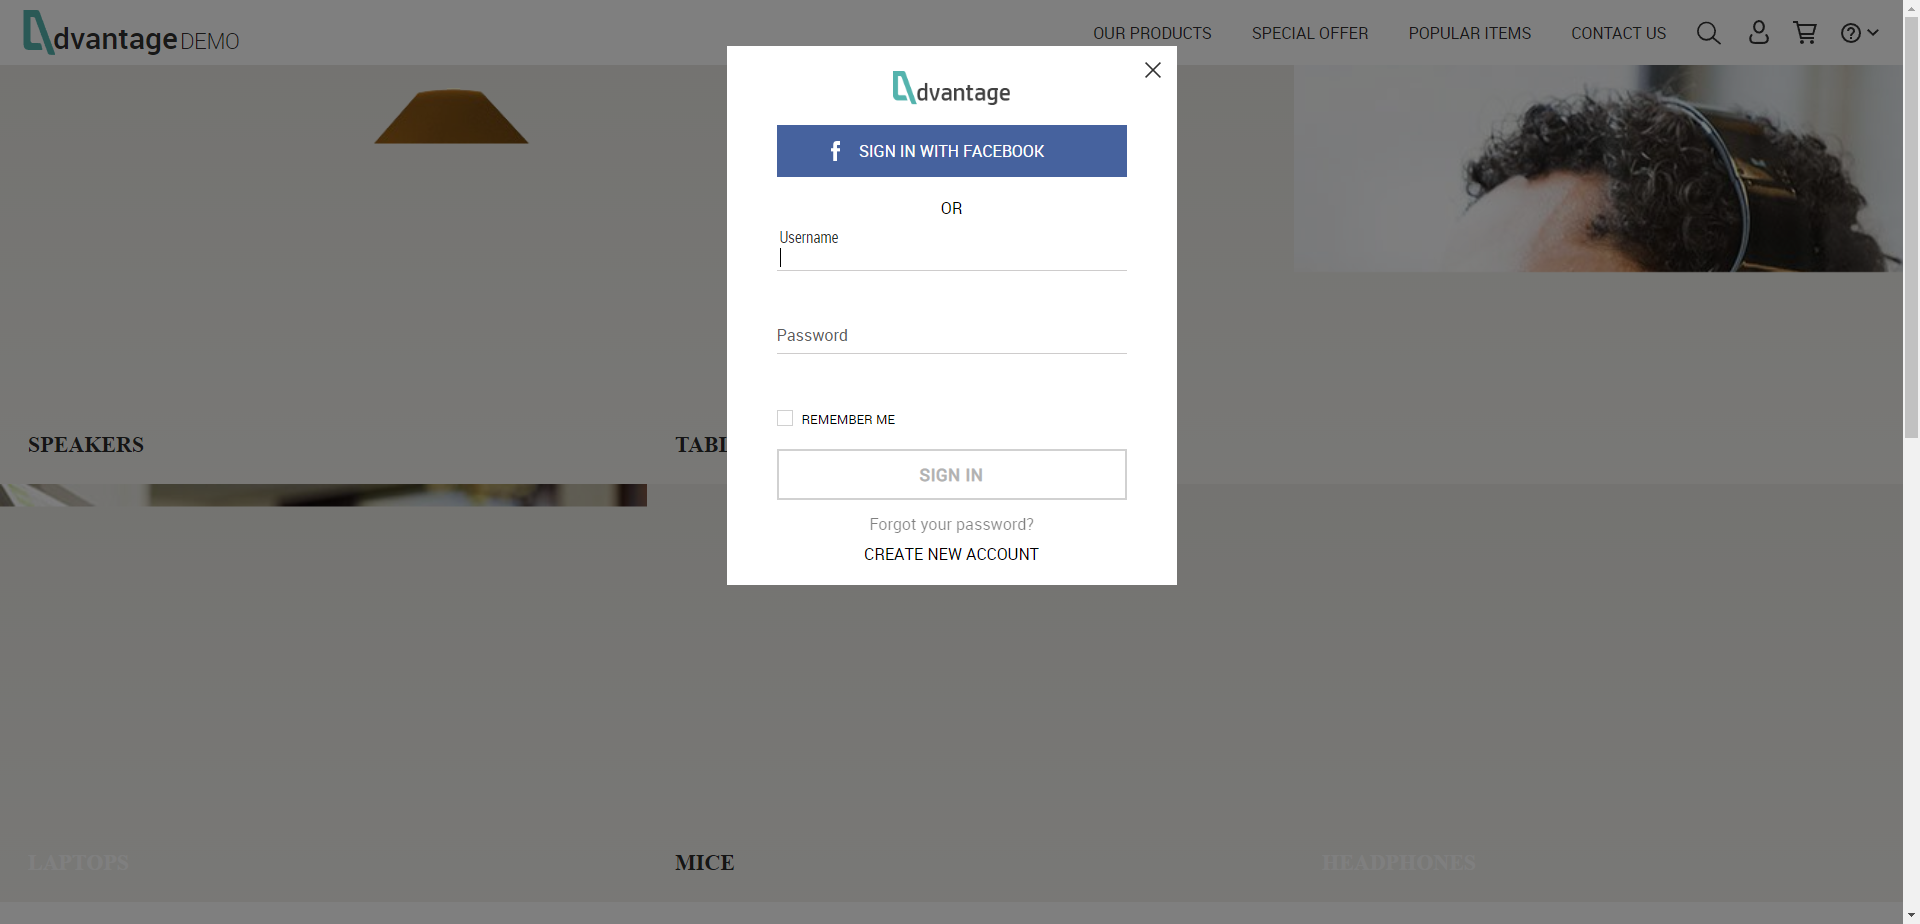 dvantage DEMO
OUR PRODUCTS
SPECIAL OFFER
POPULAR ITEMS
CONTACT US
dvantage
SIGN IN WITH FACEBOOK
OR
Username
Password
REMEMBER ME
SIGN IN
Forgot your password?
CREATE NEW ACCOUNT
SPEAKERS
TABL
LAPTOPS
MICE
HEADPHONES